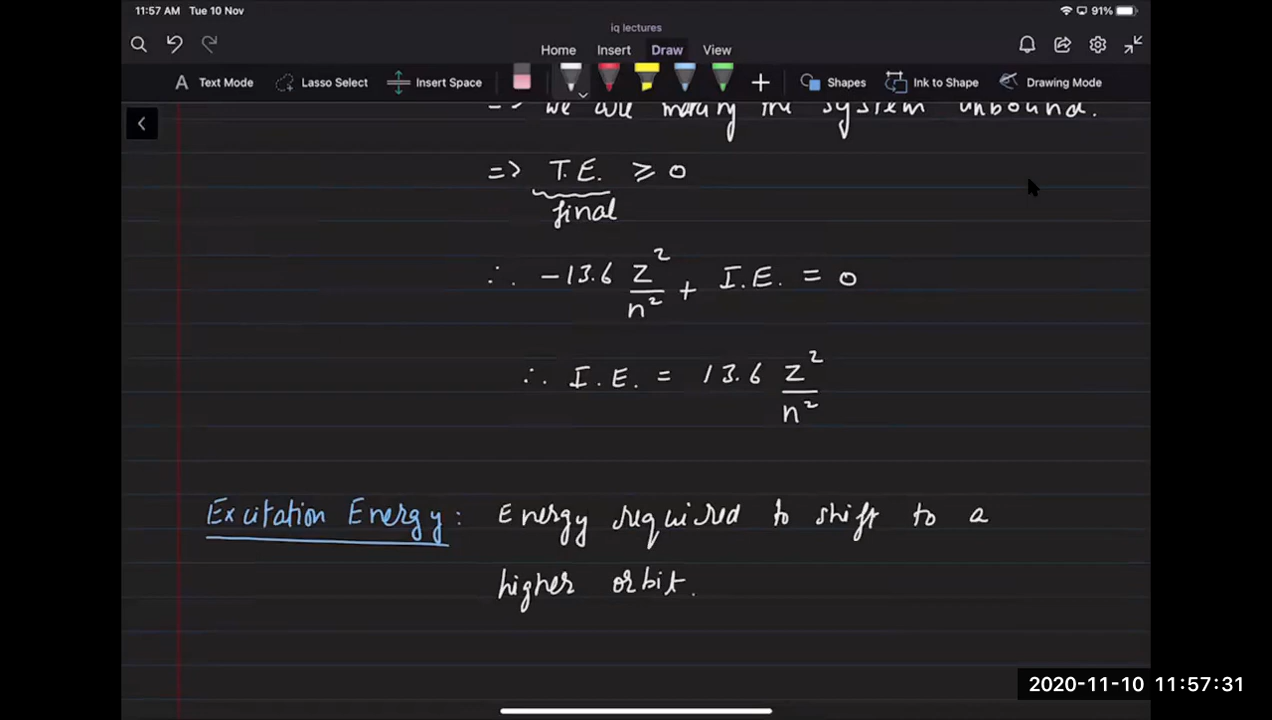 11:57 AM Tue 10 Nov
91%
iq lectures
Home Insert Draw View
Text Mode Lasso Select Insert Space Shapes Ink to Shape Drawing Mode
=> we are making the system unbound.
=> T.E. ≥ 0
final
∴ -13.6 z²/n² + I.E. = 0
∴ I.E. = 13.6 z²/n²
Excitation Energy: Energy required to shift to a
higher orbit.
2020-11-10 11:57:31